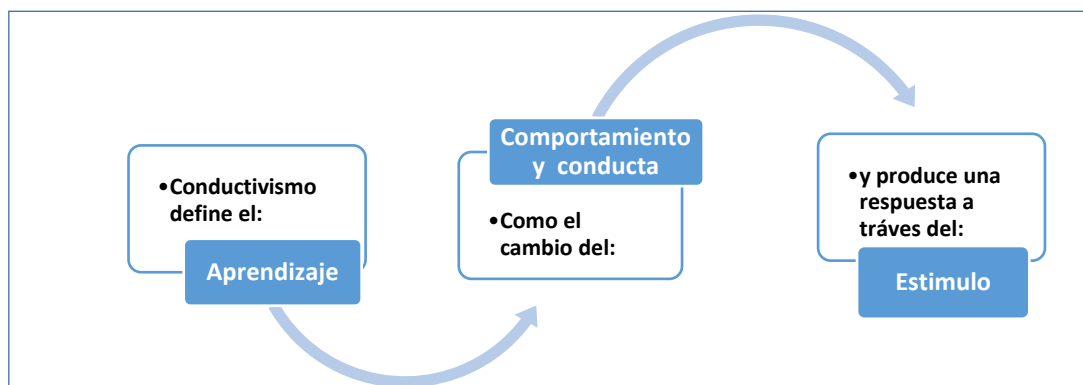 •Conductivismo
define el:
Aprendizaje
Comportamiento
y conducta
•Como el
cambio del:
•y produce una
respuesta a
tráves del:
Estimulo